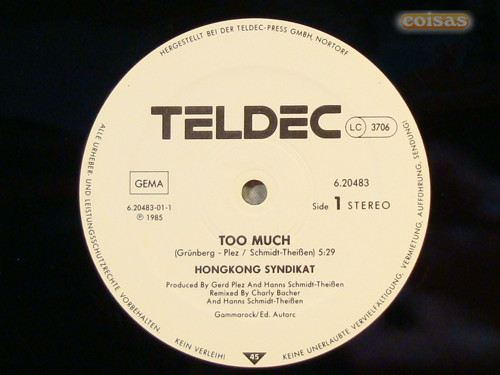 coisas
HERGESTELLT BEI DER TELDEC-PRESS GMBH, NORTORF
TELDEC
LC 3706
GEMA
6.20483
6.20483-01-1
℗ 1985
Side 1 STEREO
TOO MUCH
(Grünberg - Plez / Schmidt-Theißen) 5:29
HONGKONG SYNDIKAT
Produced By Gerd Plez And Hanns Schmidt-Theißen
Remixed By Charly Bacher
And Hanns Schmidt-Theißen
Gammarock/Ed. Autarc
45
ALLE URHEBER- UND LEISTUNGSSCHUTZRECHTE VORBEHALTEN.
KEIN VERLEIH!
KEINE UNERLAUBTE VERVIELFÄLTIGUNG, VERMIETUNG, AUFFÜHRUNG, SENDUNG!